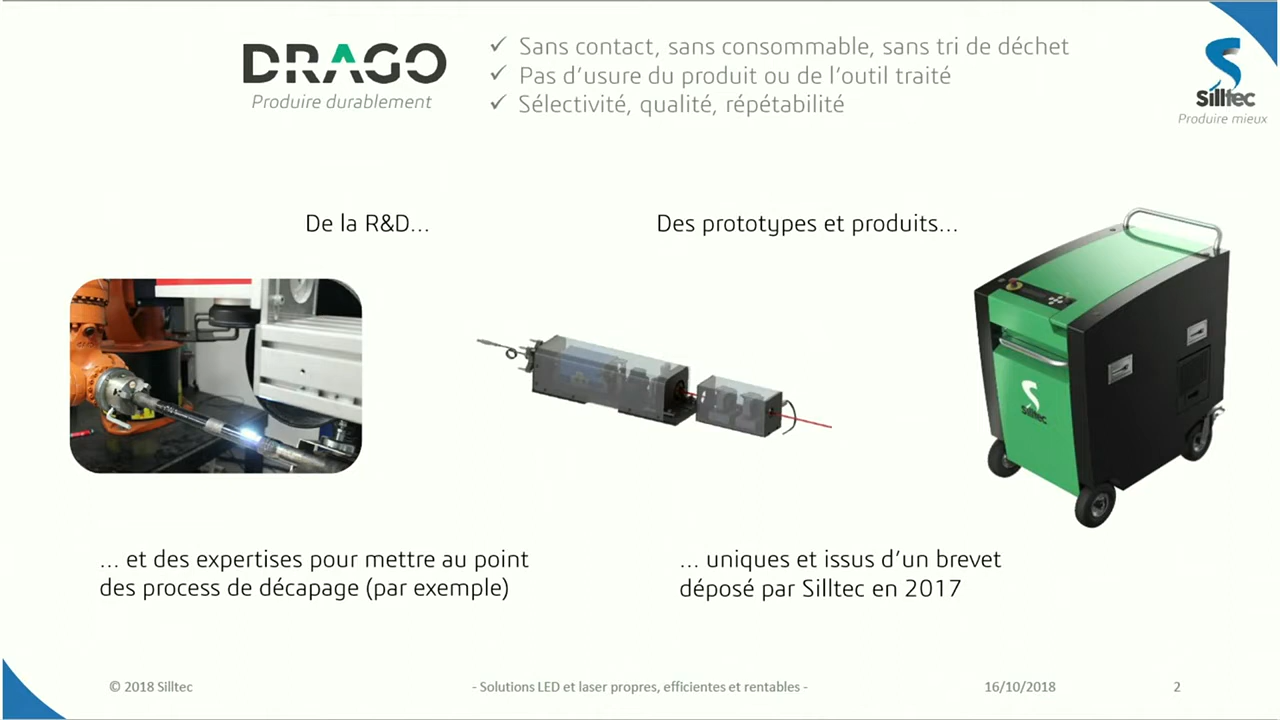 DRAGO
Produire durablement
✓ Sans contact, sans consommable, sans tri de déchet
✓ Pas d’usure du produit ou de l’outil traité
✓ Sélectivité, qualité, répétabilité
Silltec
Produire mieux
De la R&D...
Des prototypes et produits...
Silltec
... et des expertises pour mettre au point
des process de décapage (par exemple)
... uniques et issus d’un brevet
déposé par Silltec en 2017
© 2018 Silltec
- Solutions LED et laser propres, efficientes et rentables -
16/10/2018
2